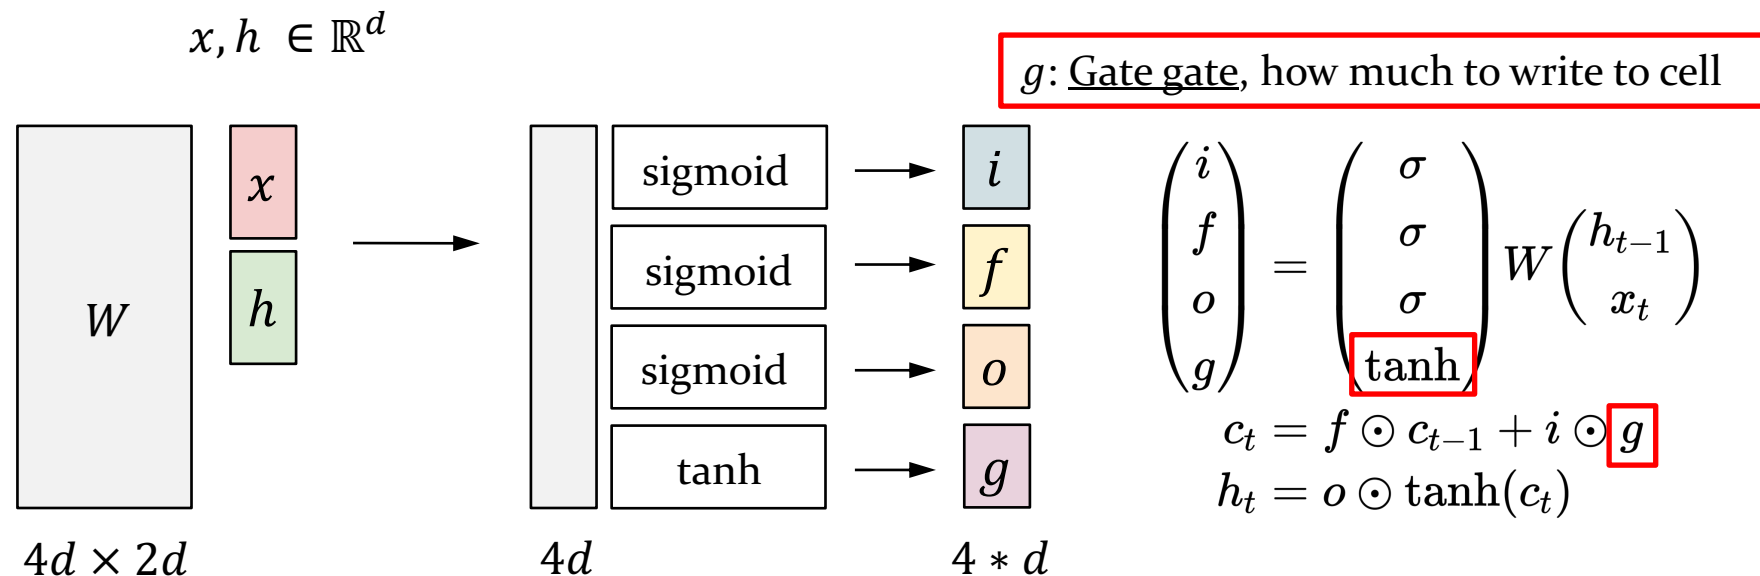 x, h ∈ ℝ^d
g: Gate gate, how much to write to cell
W
x
h
sigmoid
sigmoid
sigmoid
tanh
i
f
o
g
4d × 2d
4d
4 * d
(i f o g) = (σ σ σ tanh) W (h_{t−1} x_t)
c_t = f ⊙ c_{t−1} + i ⊙ g
h_t = o ⊙ tanh(c_t)